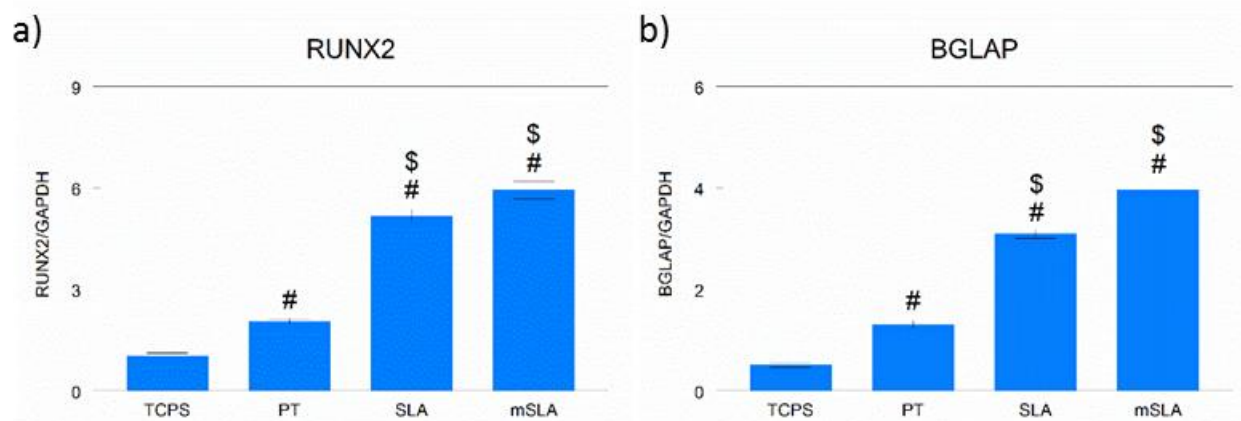 a)
RUNX2
RUNX2/GAPDH
9
6
3
0
$
$
#
#
#
TCPS PT SLA mSLA
b)
BGLAP
BGLAP/GAPDH
6
4
2
0
$
$
#
#
#
TCPS PT SLA mSLA